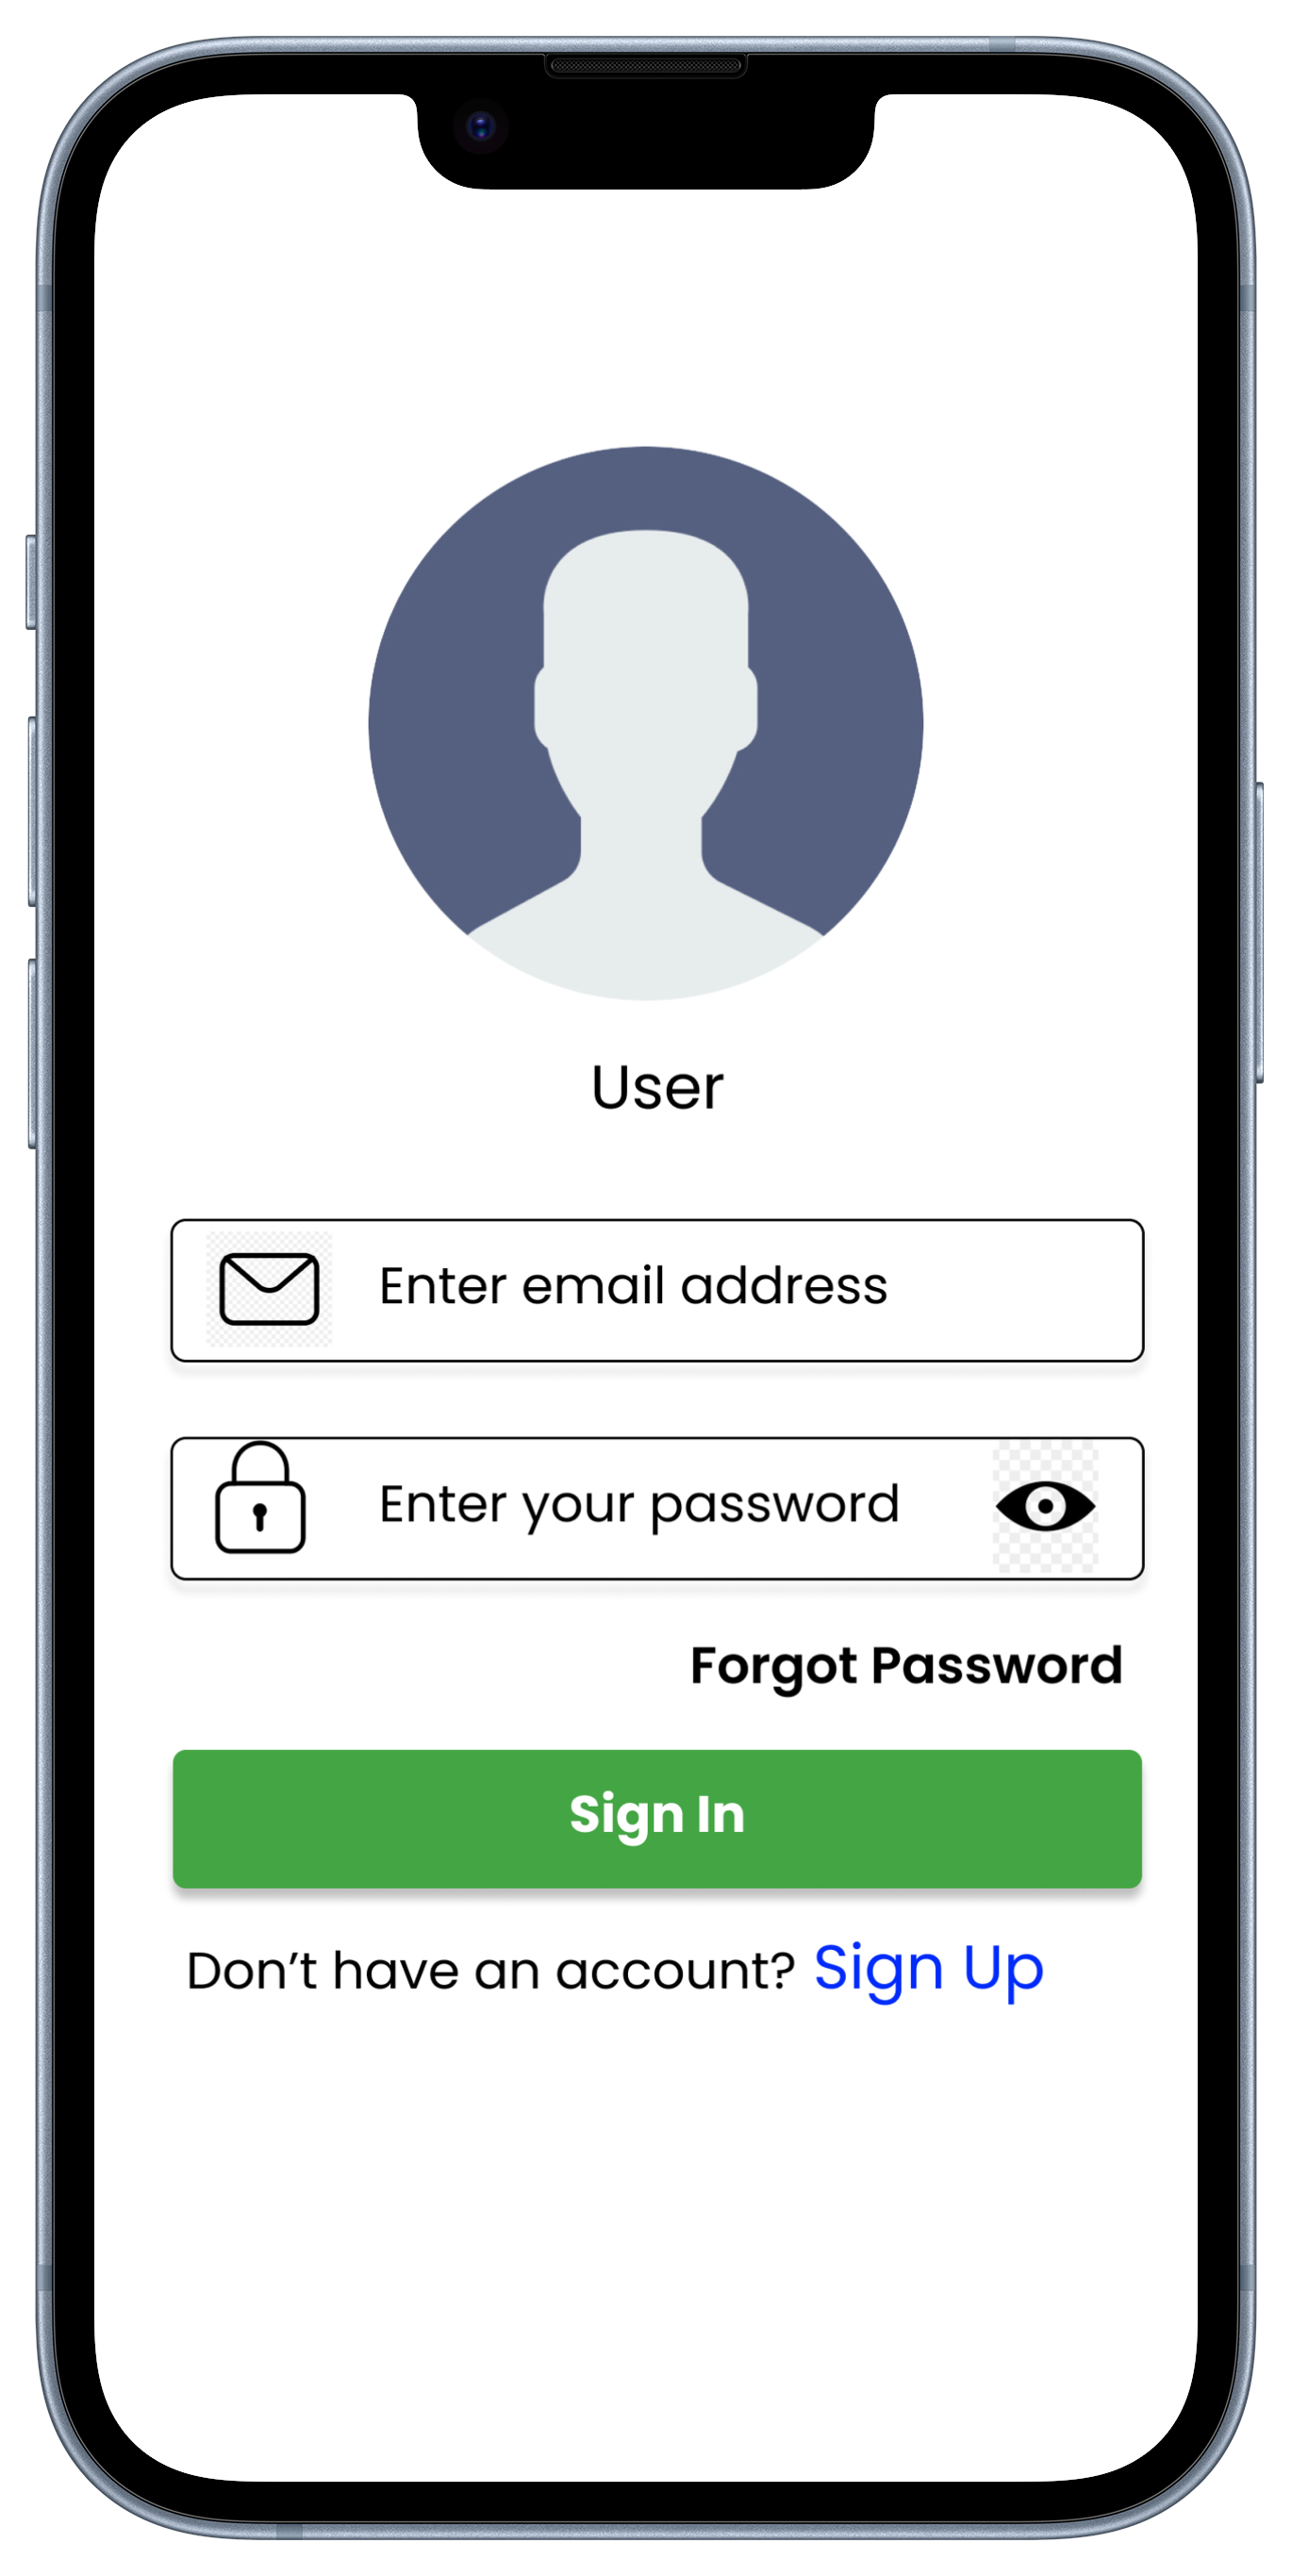 User
Enter email address
Enter your password
Forgot Password
Sign In
Don’t have an account? Sign Up